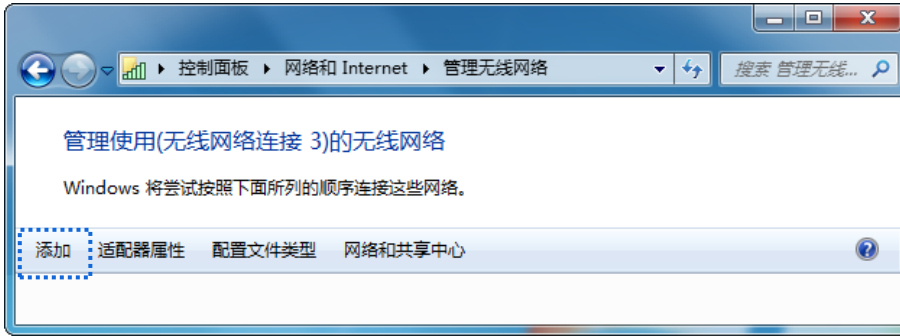 控制面板 网络和 Internet 管理无线网络 搜索 管理无线...
管理使用(无线网络连接 3)的无线网络
Windows 将尝试按照下面所列的顺序连接这些网络。
添加 适配器属性 配置文件类型 网络和共享中心